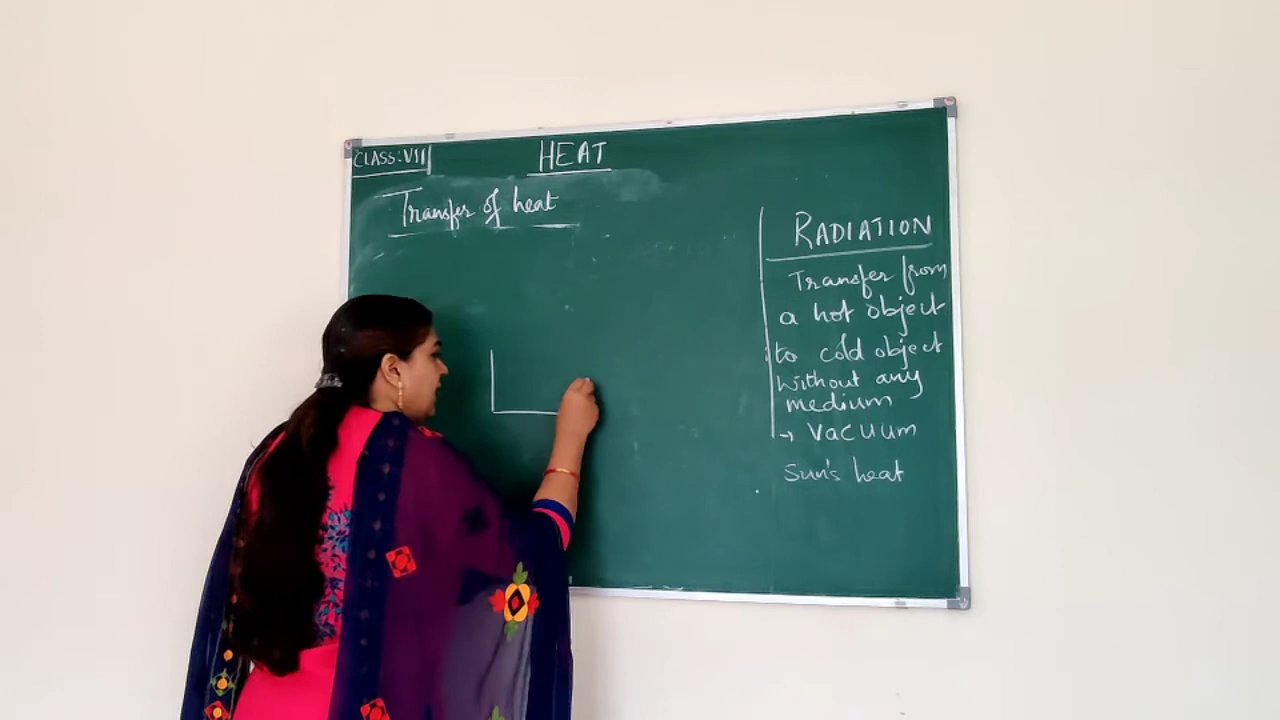 CLASS: VII
HEAT
Transfer of heat
RADIATION
Transfer from
a hot object
to cold object
without any
medium
→ Vacuum
Sun's heat